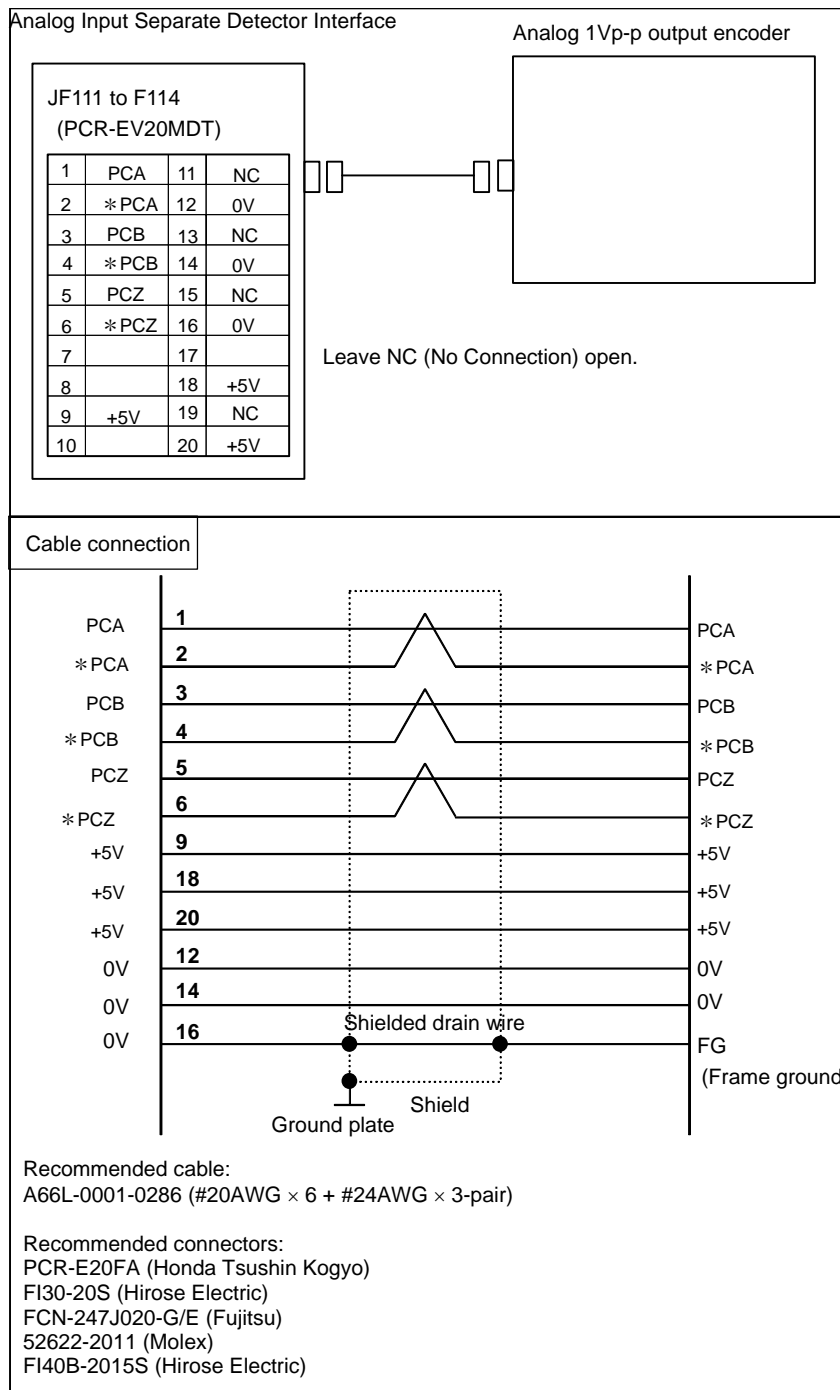 Analog Input Separate Detector Interface
Analog 1Vp-p output encoder
JF111 to F114
(PCR-EV20MDT)
1 PCA 11 NC
2 *PCA 12 0V
3 PCB 13 NC
4 *PCB 14 0V
5 PCZ 15 NC
6 *PCZ 16 0V
7 17
8 18 +5V
9 +5V 19 NC
10 20 +5V
Leave NC (No Connection) open.
Cable connection
PCA 1 PCA
*PCA 2 *PCA
PCB 3 PCB
*PCB 4 *PCB
PCZ 5 PCZ
*PCZ 6 *PCZ
+5V 9 +5V
+5V 18 +5V
+5V 20 +5V
0V 12 0V
0V 14 0V
Shielded drain wire
0V 16 FG
(Frame ground
Shield
Ground plate
Recommended cable:
A66L-0001-0286 (#20AWG × 6 + #24AWG × 3-pair)
Recommended connectors:
PCR-E20FA (Honda Tsushin Kogyo)
FI30-20S (Hirose Electric)
FCN-247J020-G/E (Fujitsu)
52622-2011 (Molex)
FI40B-2015S (Hirose Electric)